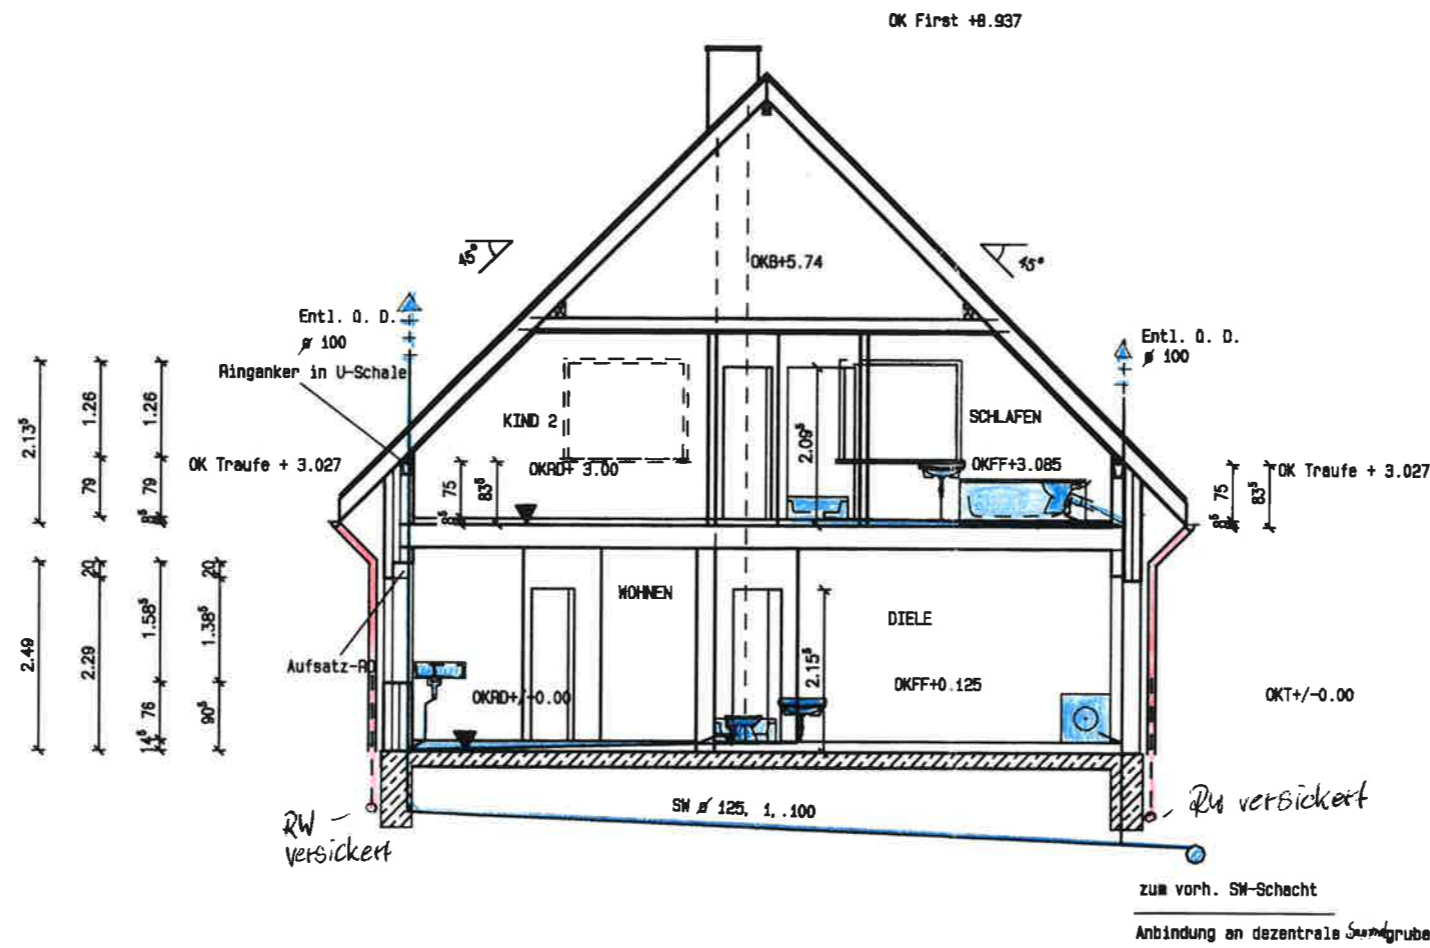 OK First +8.937
45°
45°
OKB+5.74
Entl. ü. D.
ø 100
Entl. ü. D.
ø 100
Ringanker in U-Schale
KIND 2
SCHLAFEN
OK Traufe + 3.027
OKRD+ 3.00
OKFF+3.085
OK Traufe + 3.027
2.13⁵
1.26
79
1.26
79
8⁵
75
8⁵
83⁵
2.09⁵
75
8⁵
83⁵
WOHNEN
DIELE
Aufsatz-RO
OKRD+/-0.00
OKFF+0.125
OKT+/-0.00
2.49
20
2.29
1.58⁵
76
14⁵
20
1.38⁵
90⁵
2.15⁵
SW ø 125, 1,.100
RW
versickert
RW versickert
zum vorh. SW-Schacht
Anbindung an dezentrale